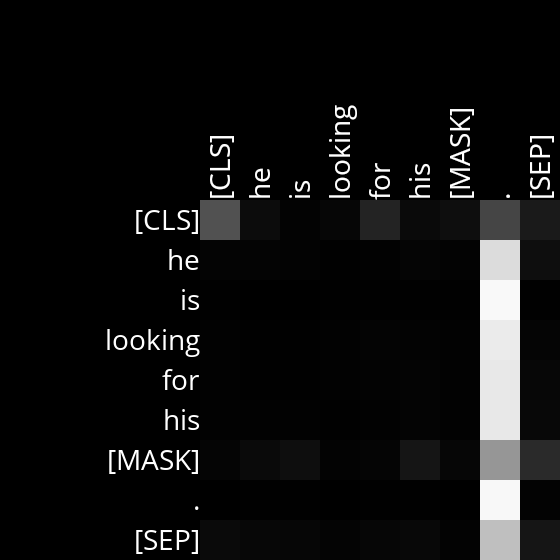 [CLS] he is looking for his [MASK] . [SEP]
[CLS]
he
is
looking
for
his
[MASK]
.
[SEP]